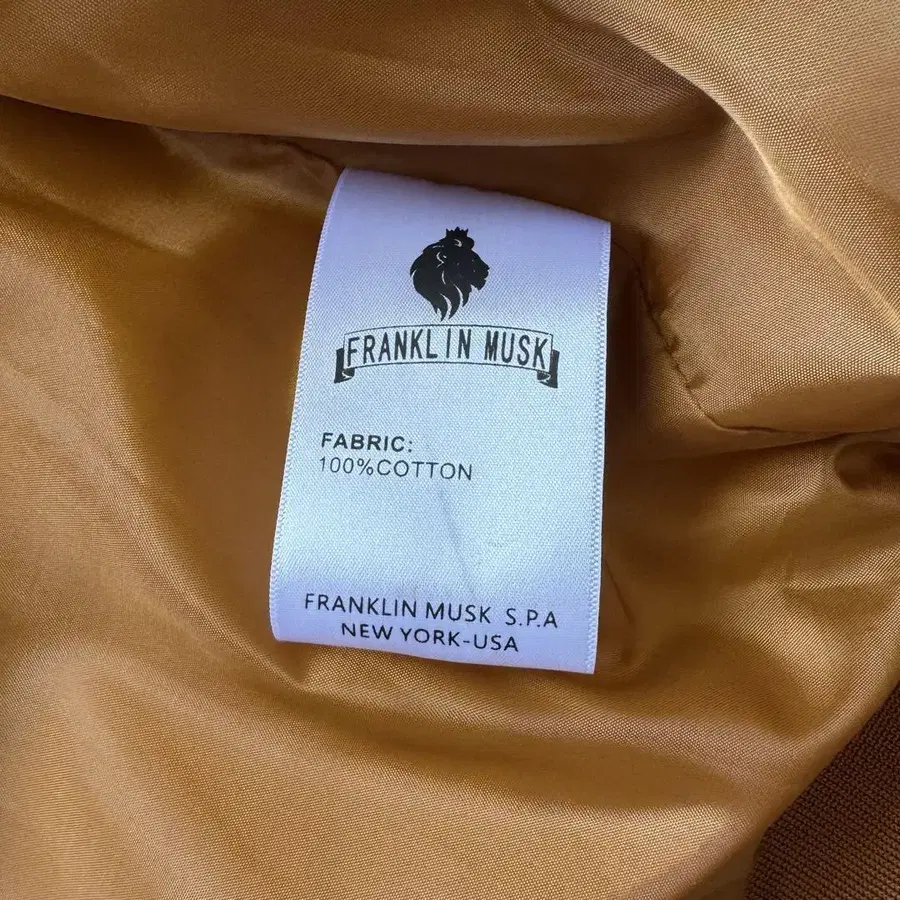 FRANKLIN MUSK
FABRIC:
100%COTTON
FRANKLIN MUSK S.P.A
NEW YORK-USA